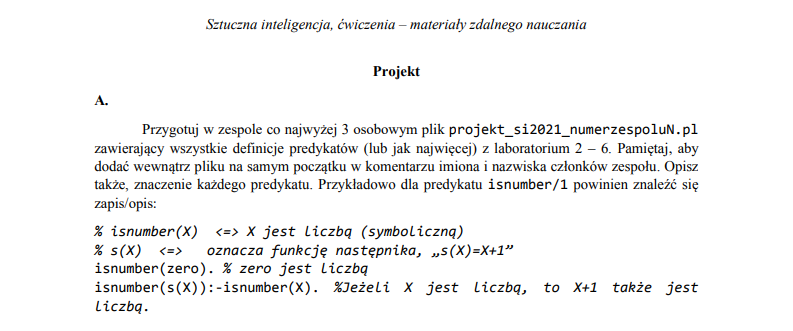 Sztuczna inteligencja, ćwiczenia – materiały zdalnego nauczania
Projekt
A.
Przygotuj w zespole co najwyżej 3 osobowym plik projekt_si2021_numerzespoluN.pl
zawierający wszystkie definicje predykatów (lub jak najwięcej) z laboratorium 2 – 6. Pamiętaj, aby
dodać wewnątrz pliku na samym początku w komentarzu imiona i nazwiska członków zespołu. Opisz
także, znaczenie każdego predykatu. Przykładowo dla predykatu isnumber/1 powinien znaleźć się
zapis/opis:
% isnumber(X) <=> X jest liczbą (symboliczną)
% s(X) <=> oznacza funkcję następnika, „s(X)=X+1”
isnumber(zero). % zero jest liczbą
isnumber(s(X)):-isnumber(X). %Jeżeli X jest liczbą, to X+1 także jest
liczbą.